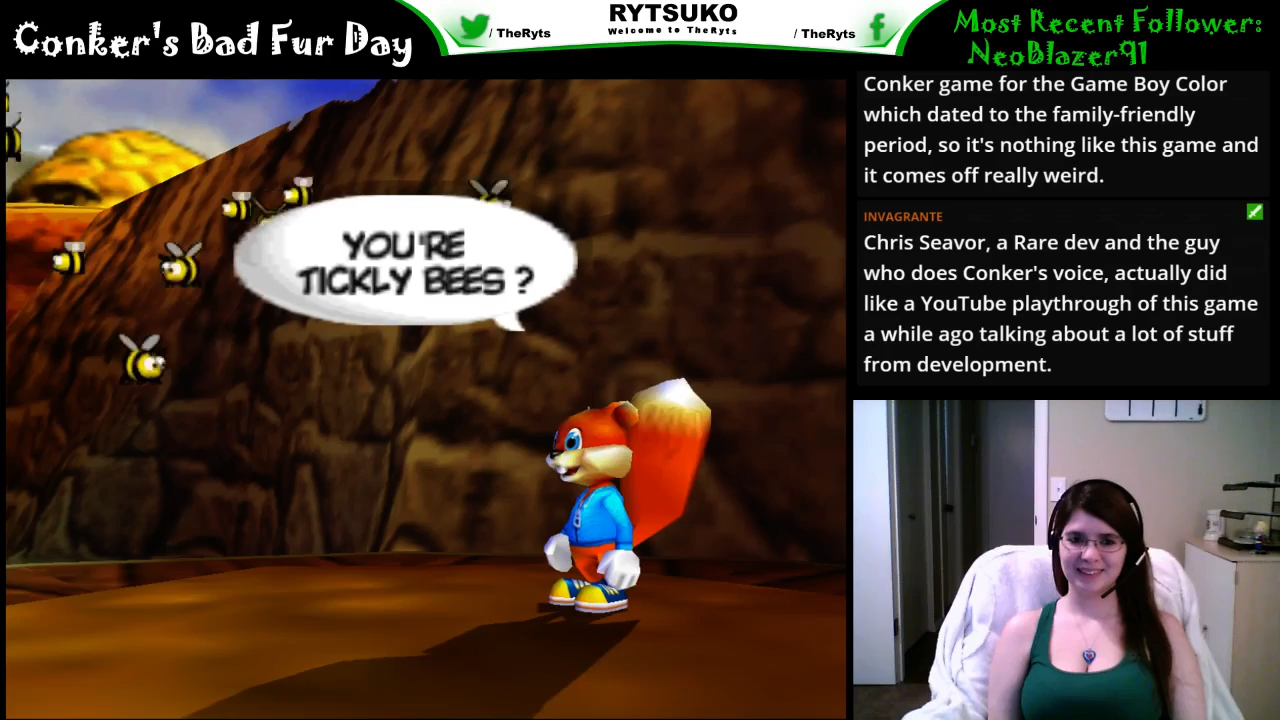 Conker's Bad Fur Day
/ TheRyts
RYTSUKO
Welcome to TheRyts
/ TheRyts
Most Recent Follower:
NeoBlazer91
Conker game for the Game Boy Color
which dated to the family-friendly
period, so it's nothing like this game and
it comes off really weird.
INVAGRANTE
Chris Seavor, a Rare dev and the guy
who does Conker's voice, actually did
like a YouTube playthrough of this game
a while ago talking about a lot of stuff
from development.
YOU'RE
TICKLY BEES ?